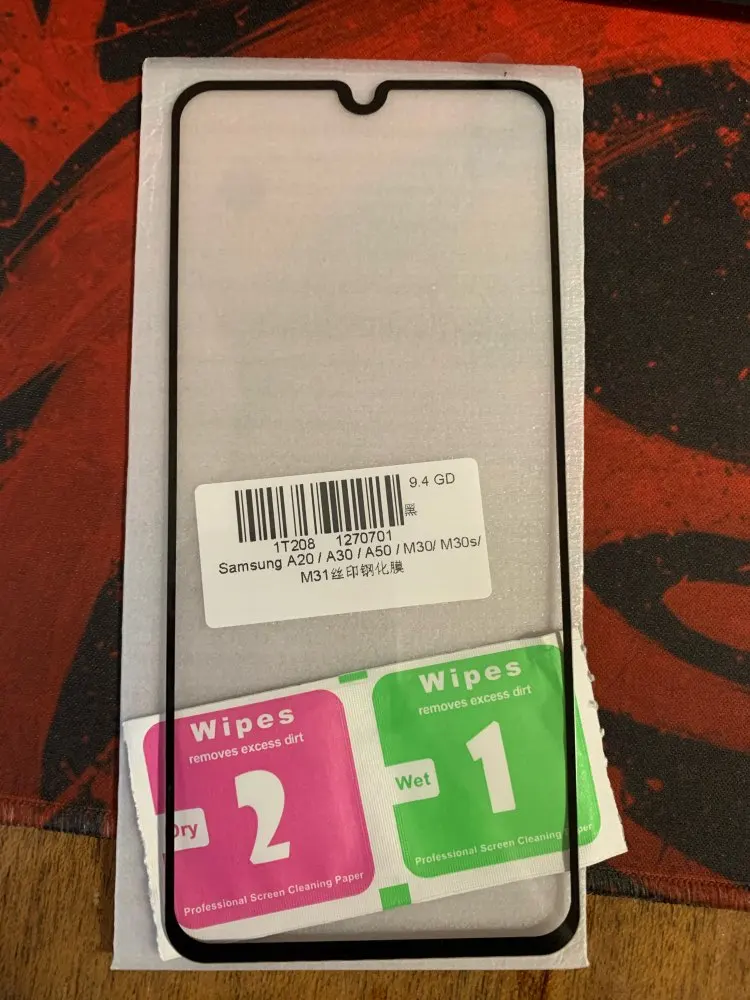 9.4 GD
黑
1T208 1270701
Samsung A20 / A30 / A50 / M30/ M30s/
M31丝印钢化膜
Wipes
removes excess dirt
Dry
2
Professional Screen Cleaning Paper
Wipes
removes excess dirt
Wet
1
Professional Screen Cleaning Paper